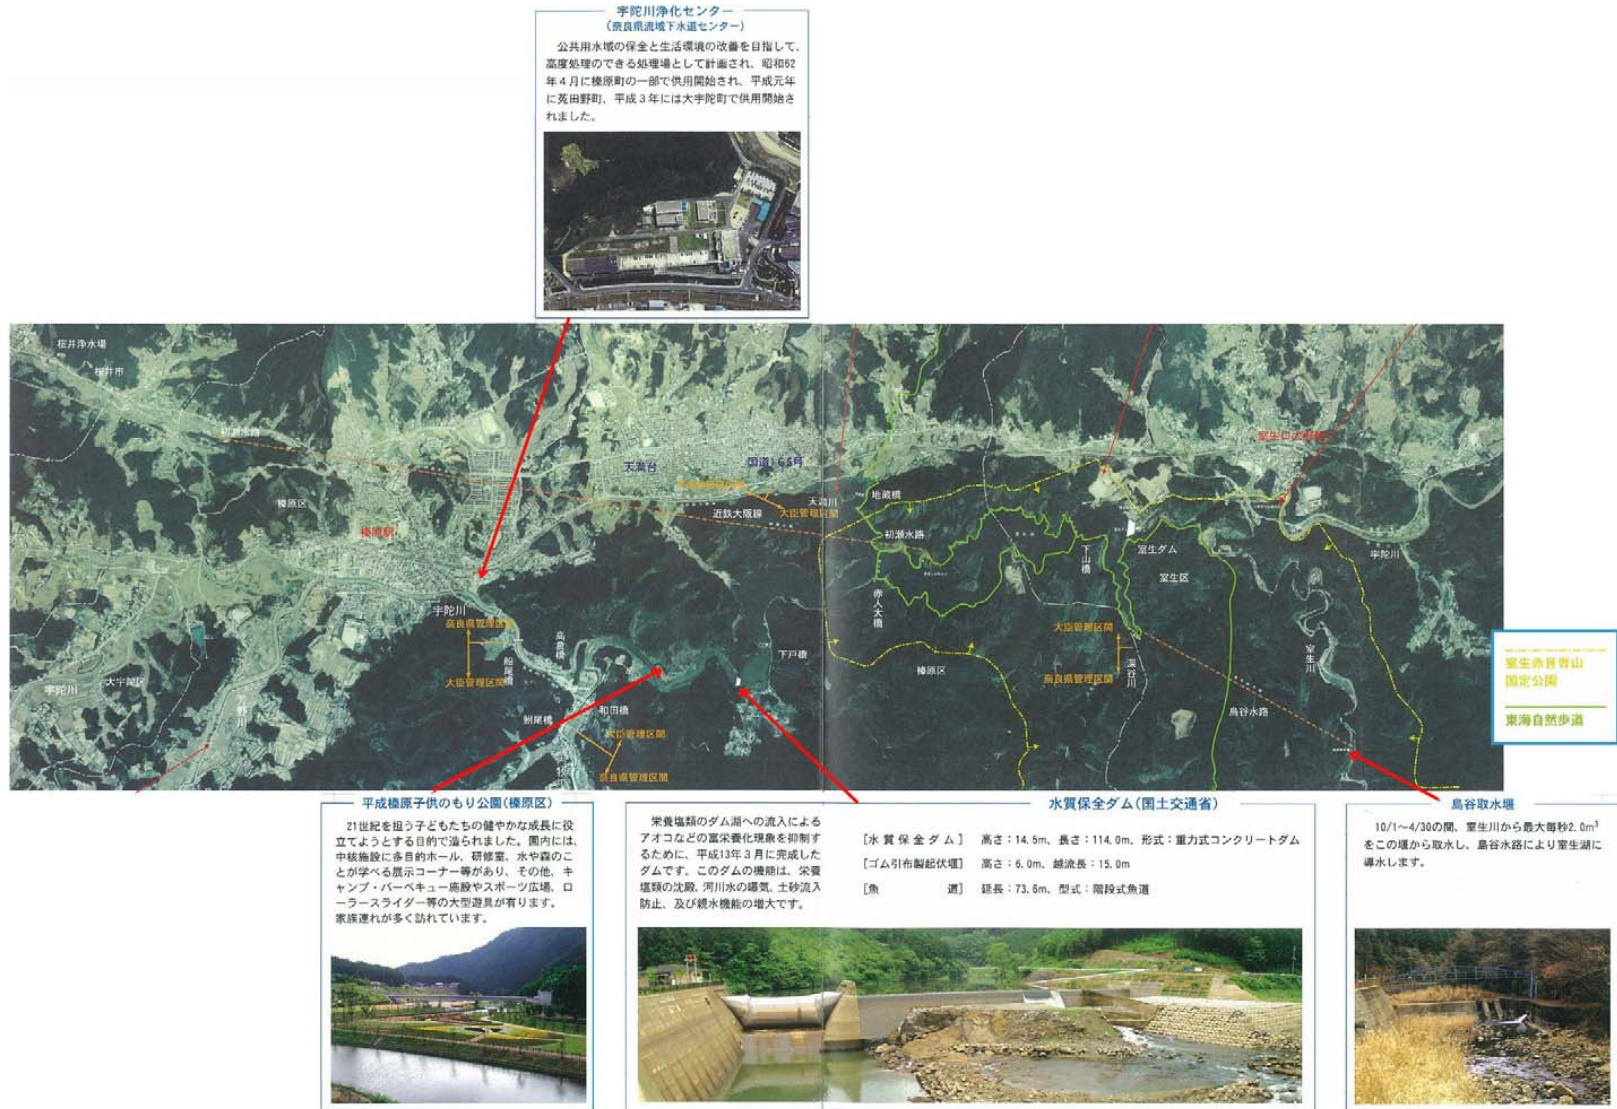 宇陀川浄化センター
(奈良県流域下水道センター)
公共用水域の保全と生活環境の改善を目指して、
高度処理のできる処理場として計画され、昭和62
年4月に榛原町の一部で供用開始され、平成元年
に菟田野町、平成3年には大宇陀町で供用開始さ
れました。
桜井浄水場
桜井市
初瀬水路
榛原区
榛原駅
天満台
国道165号
近鉄大阪線
天満川
大臣管理区間
地蔵橋
初瀬水路
赤人大橋
下山橋
室生ダム
室生区
室生口大野駅
宇陀川
宇陀川
奈良県管理区間
大臣管理区間
船尾橋
高倉橋
下戸橋
榛原区
大臣管理区間
奈良県管理区間
深谷川
室生川
鳥谷水路
宇陀川
大宇陀区
檜尾橋
和田橋
大臣管理区間
奈良県管理区間
室生赤目青山
国定公園
東海自然歩道
平成榛原子供のもり公園(榛原区)
21世紀を担う子どもたちの健やかな成長に役
立てようとする目的で造られました。園内には、
中核施設に多目的ホール、研修室、水や森のこ
とが学べる展示コーナー等があり、その他、キ
ャンプ・バーベキュー施設やスポーツ広場、ロ
ーラースライダー等の大型遊具が有ります。
家族連れが多く訪れています。
水質保全ダム(国土交通省)
栄養塩類のダム湖への流入による
アオコなどの富栄養化現象を抑制す
るために、平成13年3月に完成した
ダムです。このダムの機能は、栄養
塩類の沈殿、河川水の曝気、土砂流入
防止、及び親水機能の増大です。
[水質保全ダム] 高さ:14.5m、長さ:114.0m、形式:重力式コンクリートダム
[ゴム引布製起伏堰] 高さ:6.0m、越流長:15.0m
[魚道] 延長:73.6m、型式:階段式魚道
鳥谷取水堰
10/1~4/30の間、室生川から最大毎秒2.0m³
をこの堰から取水し、鳥谷水路により室生湖に
導水します。